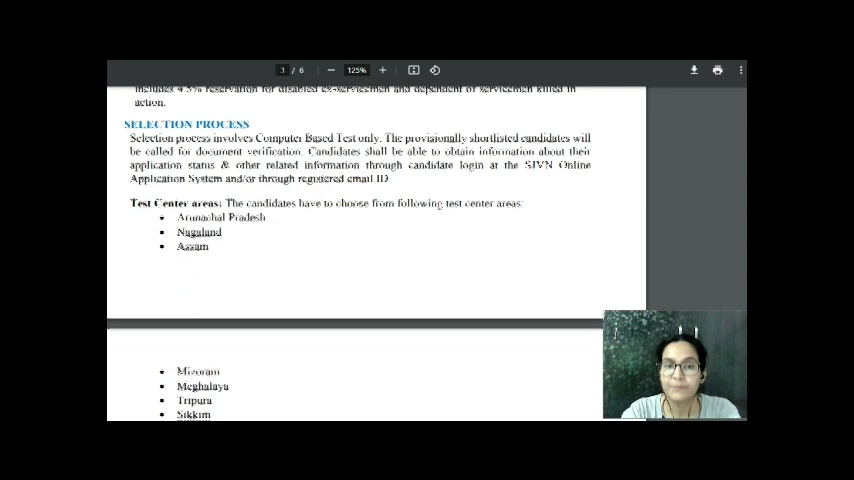 3 / 6 — 125% +
includes 4.5% reservation for disabled ex-servicemen and dependent of servicemen killed in
action.
SELECTION PROCESS
Selection process involves Computer Based Test only. The provisionally shortlisted candidates will
be called for document verification. Candidates shall be able to obtain information about their
application status & other related information through candidate login at the SJVN Online
Application System and/or through registered email ID.
Test Center areas: The candidates have to choose from following test center areas:
• Arunachal Pradesh
• Nagaland
• Assam
• Mizoram
• Meghalaya
• Tripura
• Sikkim